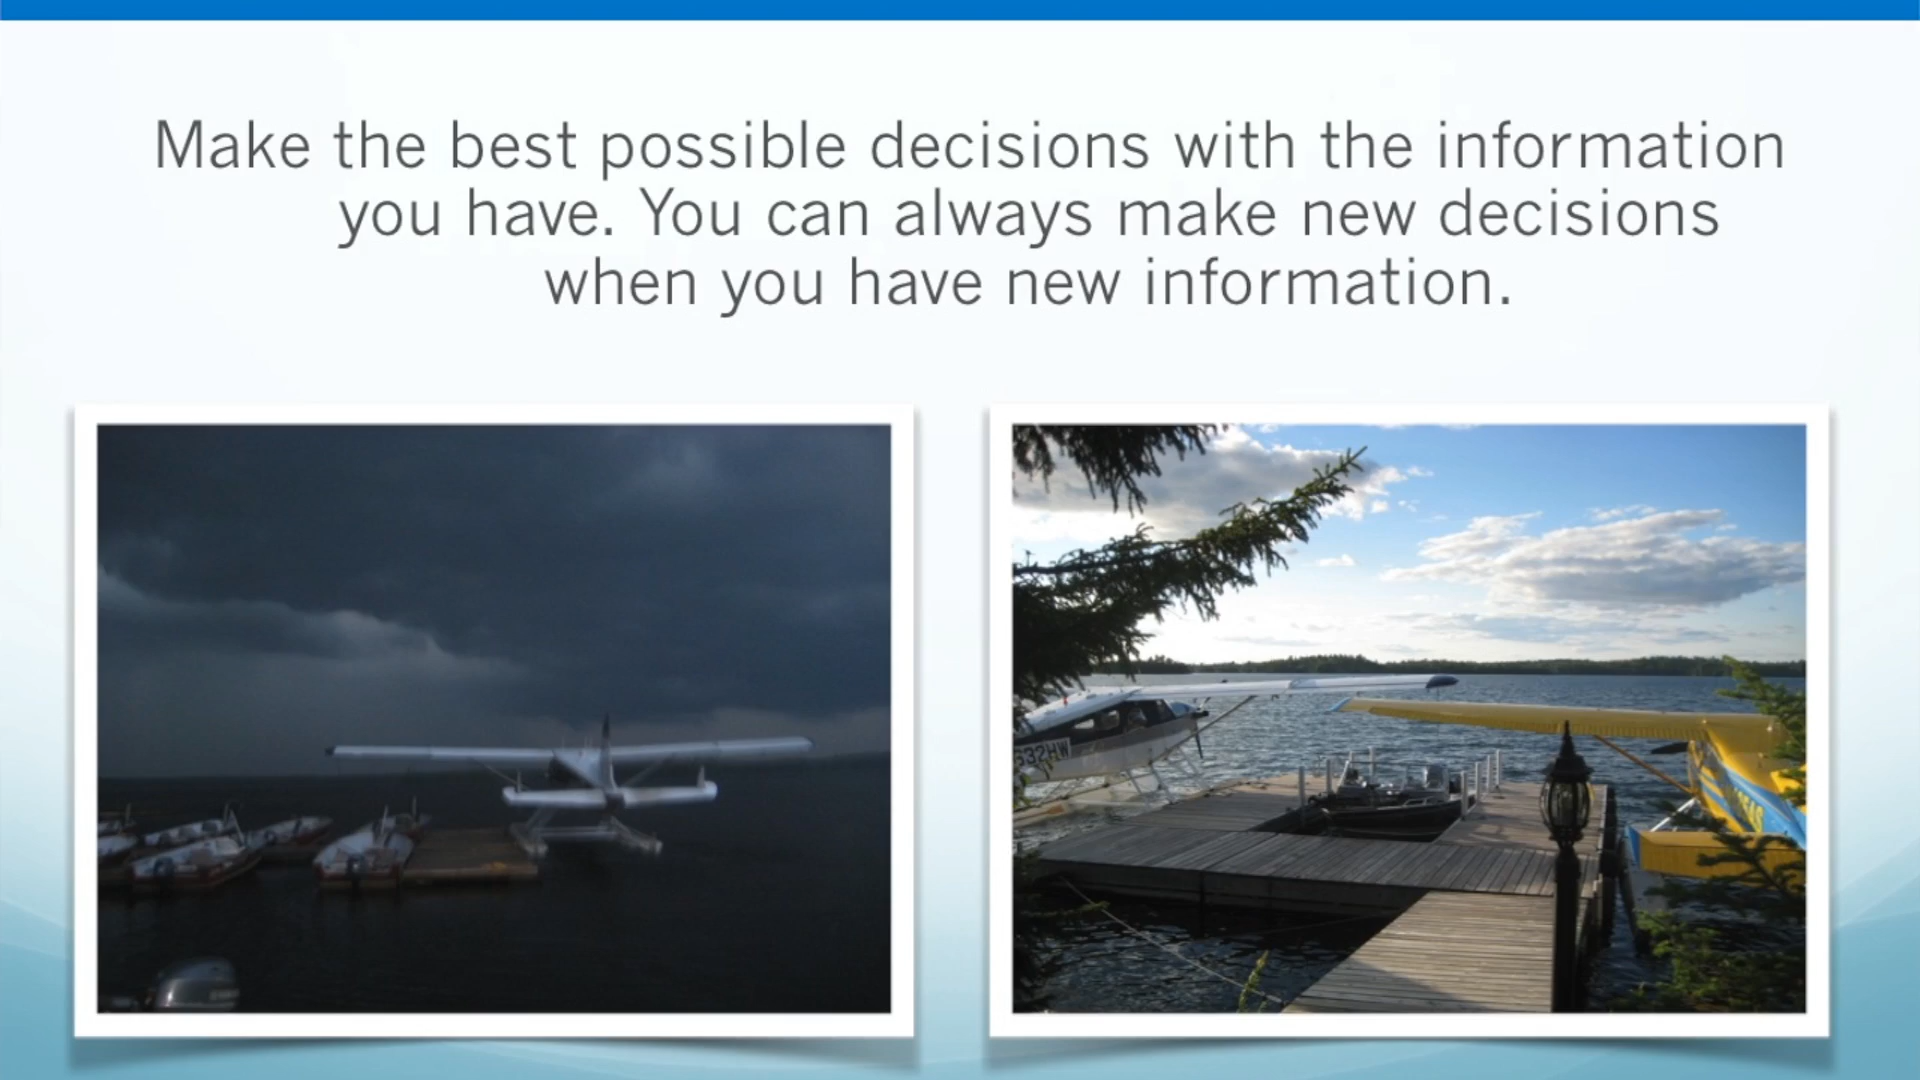 Make the best possible decisions with the information
you have. You can always make new decisions
when you have new information.